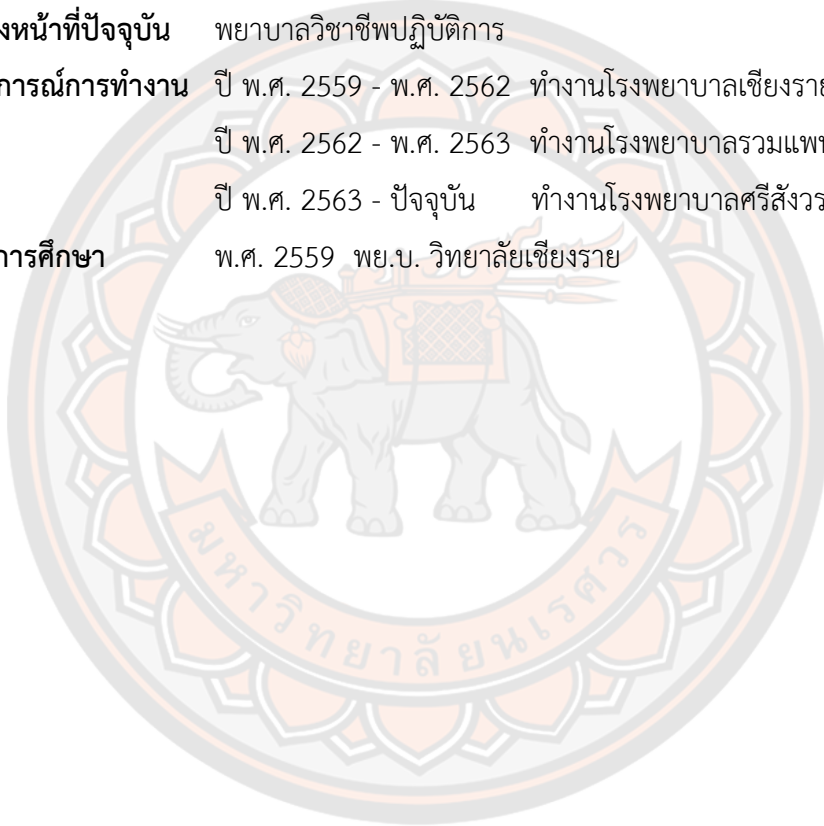 งหน้าที่ปัจจุบัน พยาบาลวิชาชีพปฏิบัติการ
การณ์การทำงาน ปี พ.ศ. 2559 - พ.ศ. 2562 ทำงานโรงพยาบาลเชียงราย
ปี พ.ศ. 2562 - พ.ศ. 2563 ทำงานโรงพยาบาลรวมแพท
ปี พ.ศ. 2563 - ปัจจุบัน ทำงานโรงพยาบาลศรีสังวร
การศึกษา พ.ศ. 2559 พย.บ. วิทยาลัยเชียงราย
มหาวิทยาลัยนเรศวร